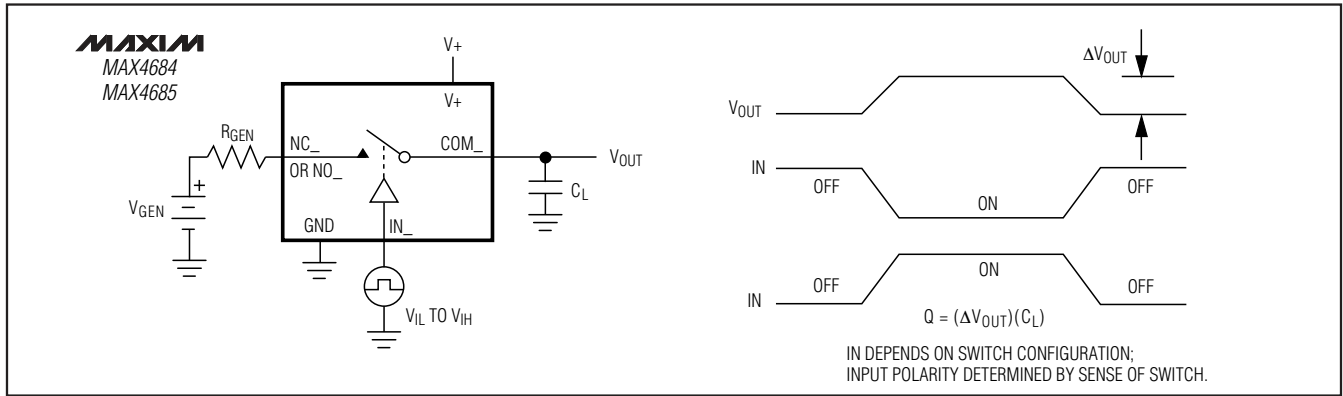 MAXIM
MAX4684
MAX4685
V+
V+
RGEN
NC_
OR NO_
COM_
VOUT
CL
VGEN
+
GND
IN_
VIL TO VIH
ΔVOUT
VOUT
IN
OFF
ON
OFF
IN
OFF
ON
OFF
Q = (ΔVOUT)(CL)
IN DEPENDS ON SWITCH CONFIGURATION;
INPUT POLARITY DETERMINED BY SENSE OF SWITCH.